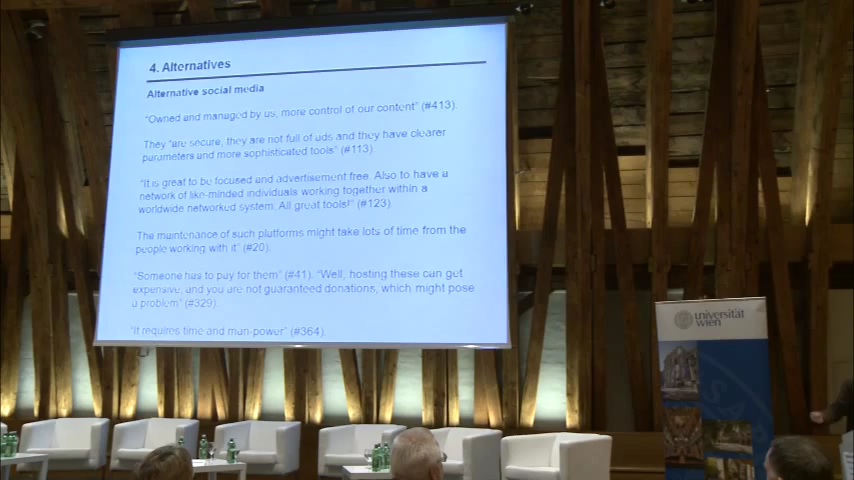 4. Alternatives
Alternative social media
"Owned and managed by us, more control of our content" (#413).
They "are secure, they are not full of ads and they have clearer
parameters and more sophisticated tools" (#113).
"It is great to be focused and advertisement free. Also to have a
network of like-minded individuals working together within a
worldwide networked system. All great tools!" (#123).
The maintenance of such platforms might take lots of time from the
people working with it" (#20).
"Someone has to pay for them" (#41). "Well, hosting these can get
expensive, and you are not guaranteed donations, which might pose
a problem" (#329).
"It requires time and man-power" (#364).
universität
wien